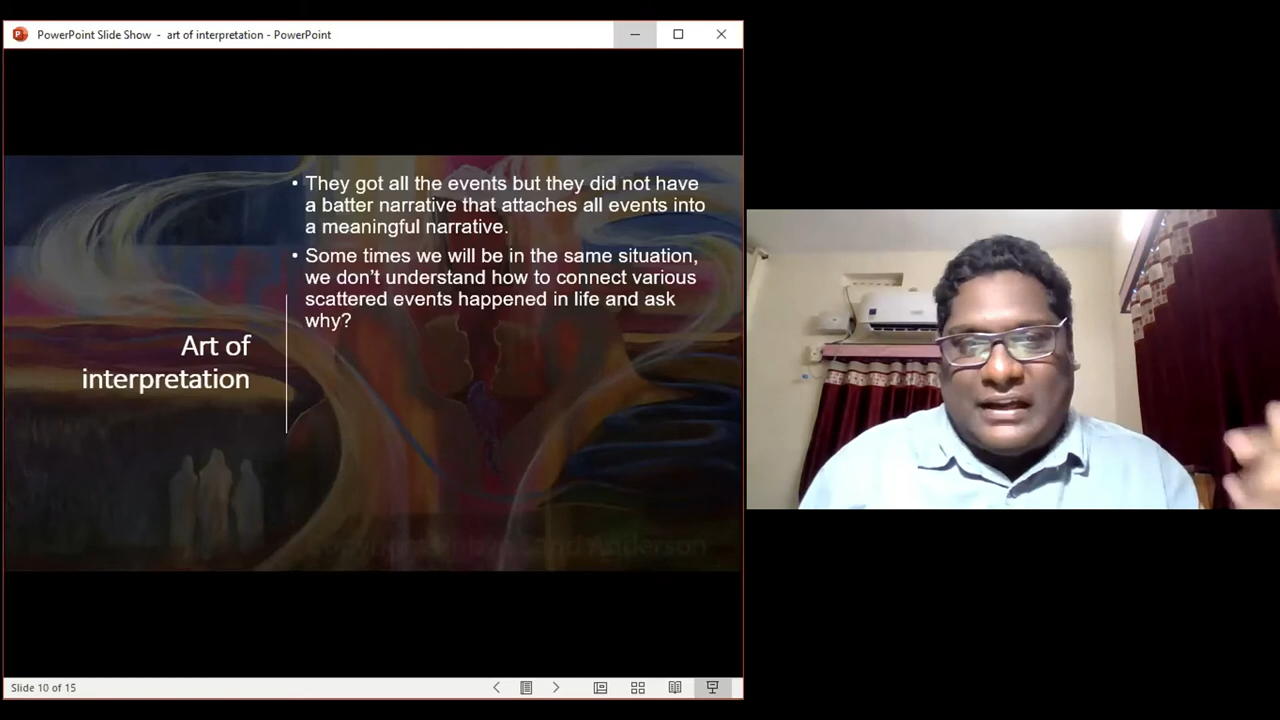 PowerPoint Slide Show - art of interpretation - PowerPoint
• They got all the events but they did not have
a batter narrative that attaches all events into
a meaningful narrative.
• Some times we will be in the same situation,
we don't understand how to connect various
scattered events happened in life and ask
why?
Art of
interpretation
Anderson
Slide 10 of 15